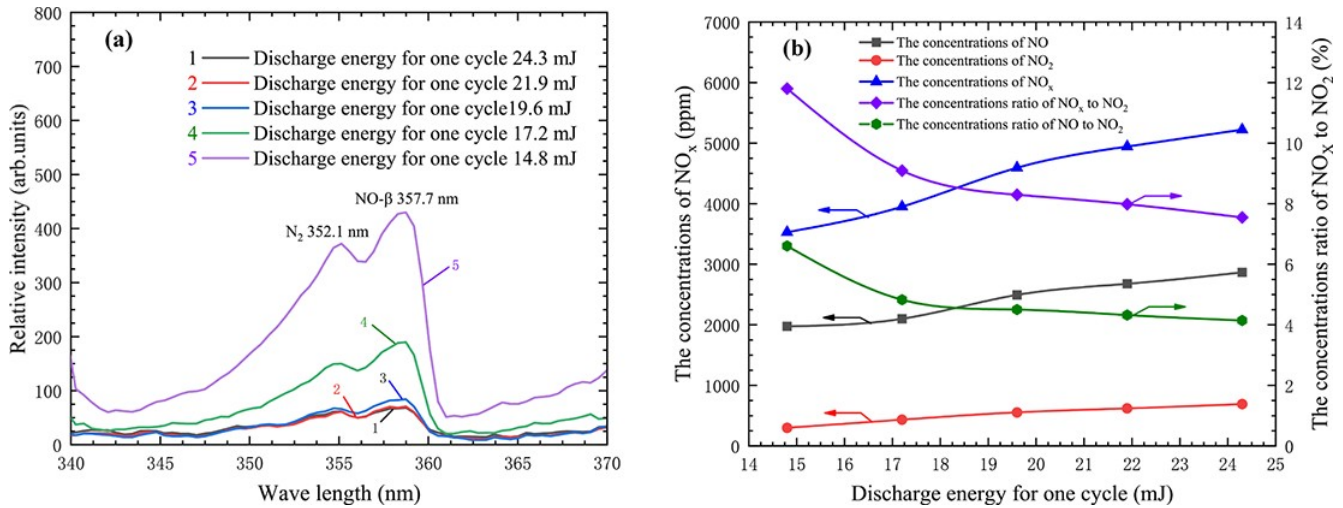 (a)
1 Discharge energy for one cycle 24.3 mJ
2 Discharge energy for one cycle 21.9 mJ
3 Discharge energy for one cycle19.6 mJ
4 Discharge energy for one cycle 17.2 mJ
5 Discharge energy for one cycle 14.8 mJ
NO-β 357.7 nm
N₂ 352.1 nm
5
4
3
2
1
800
700
600
500
400
300
200
100
0
Relative intensity (arb.units)
340 345 350 355 360 365 370
Wave length (nm)
(b)
The concentrations of NO
The concentrations of NO₂
The concentrations of NOₓ
The concentrations ratio of NOₓ to NO₂
The concentrations ratio of NO to NO₂
7000
6000
5000
4000
3000
2000
1000
0
The concentrations of NOₓ (ppm)
14
12
10
8
6
4
2
0
The concentrations ratio of NO_X to NO₂ (%)
14 15 16 17 18 19 20 21 22 23 24 25
Discharge energy for one cycle (mJ)